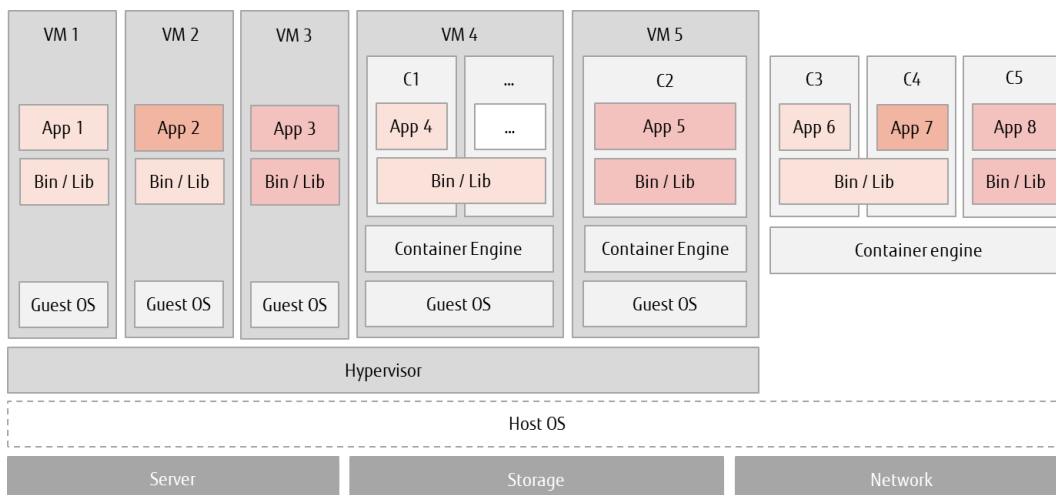 VM 1
VM 2
VM 3
VM 4
VM 5
C1
...
C2
C3
C4
C5
App 1
App 2
App 3
App 4
...
App 5
App 6
App 7
App 8
Bin / Lib
Bin / Lib
Bin / Lib
Bin / Lib
Bin / Lib
Bin / Lib
Bin / Lib
Container Engine
Container Engine
Container engine
Guest OS
Guest OS
Guest OS
Guest OS
Guest OS
Hypervisor
Host OS
Server
Storage
Network